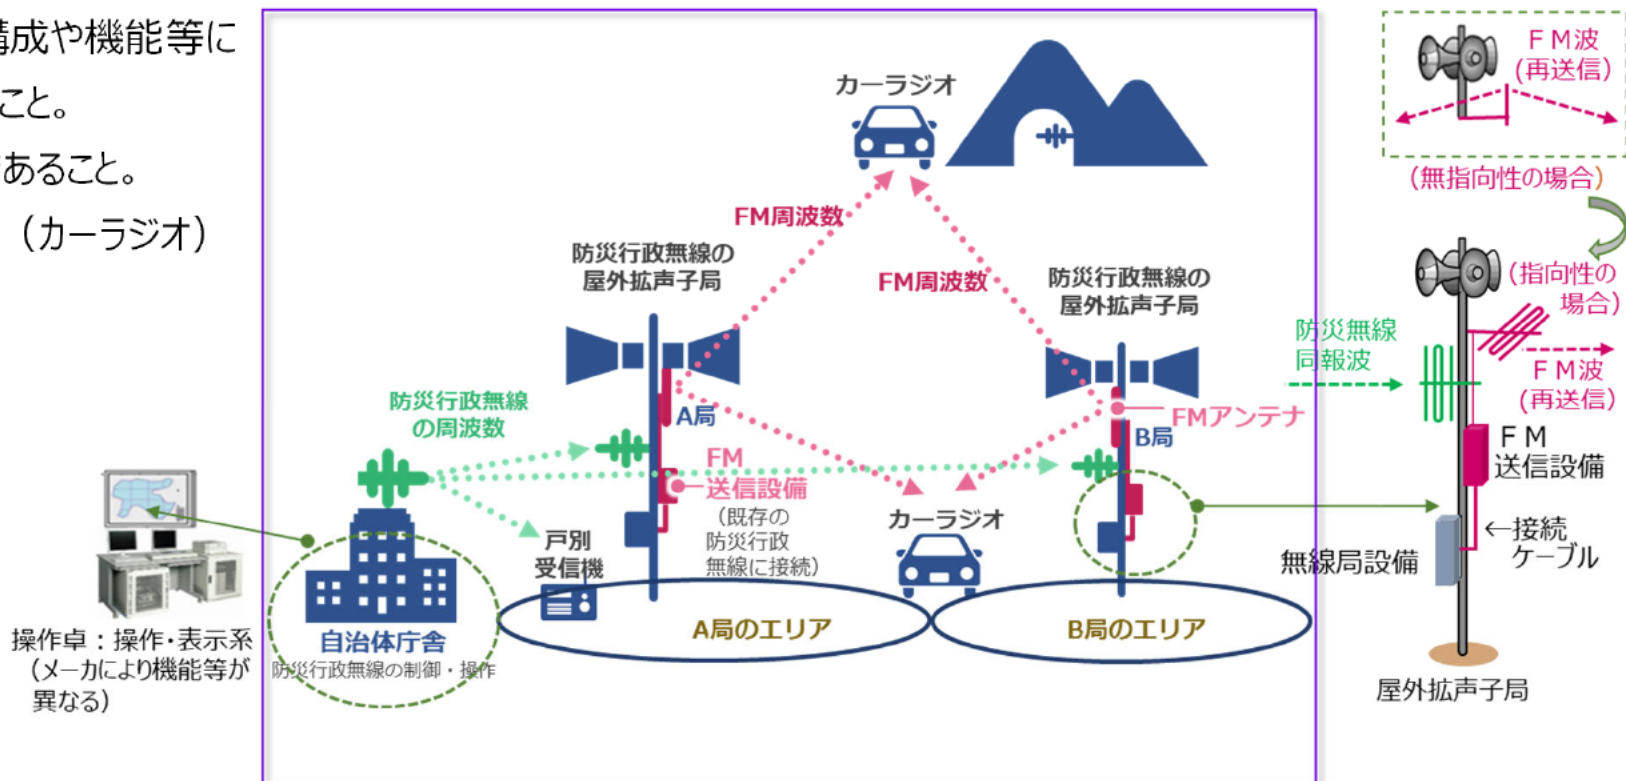 構成や機能等に
こと。
あること。
（カーラジオ）
カーラジオ
FM周波数
FM周波数
防災行政無線の
屋外拡声子局
防災行政無線の
屋外拡声子局
防災行政無線
の周波数
A局
FM
送信設備
（既存の
防災行政
無線に接続）
戸別
受信機
カーラジオ
B局
FMアンテナ
自治体庁舎
防災行政無線の制御・操作
A局のエリア
B局のエリア
操作卓：操作・表示系
（メーカにより機能等が
異なる）
ＦＭ波
（再送信）
（無指向性の場合）
（指向性の
場合）
防災無線
同報波
ＦＭ波
（再送信）
ＦＭ
送信設備
←接続
ケーブル
無線局設備
屋外拡声子局